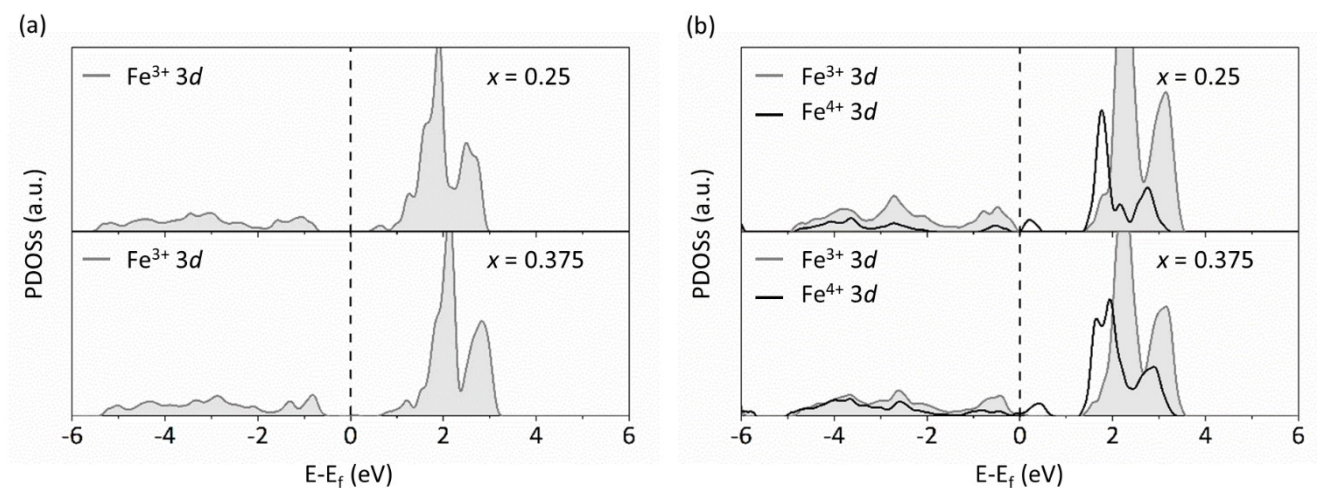 (a)
Fe³⁺ 3d
x = 0.25
Fe³⁺ 3d
x = 0.375
PDOSs (a.u.)
-6 -4 -2 0 2 4 6
E-E_f (eV)
(b)
Fe³⁺ 3d
x = 0.25
Fe⁴⁺ 3d
Fe³⁺ 3d
x = 0.375
Fe⁴⁺ 3d
PDOSs (a.u.)
-6 -4 -2 0 2 4 6
E-E_f (eV)